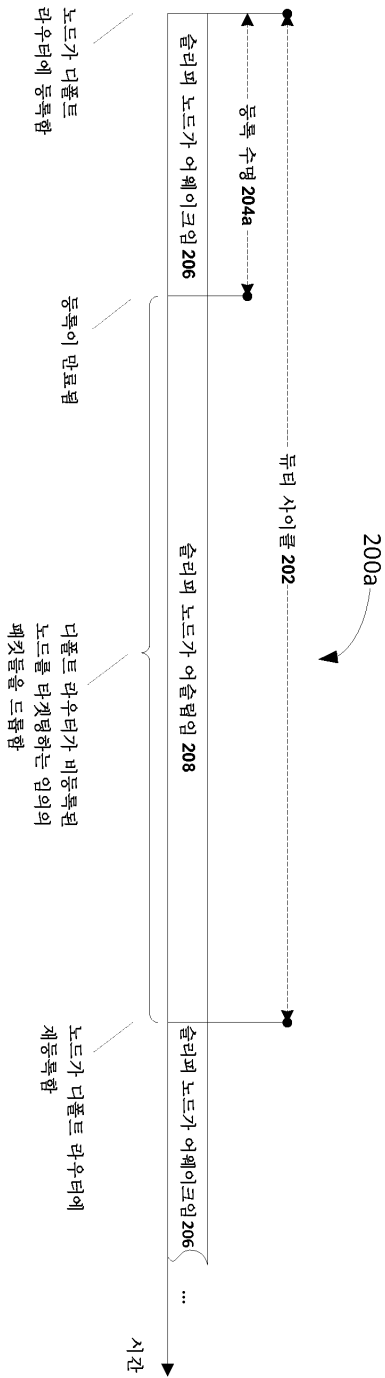 200a
듀티 사이클 202
등록 수명 204a
슬리피 노드가 어웨이크임 206
슬리피 노드가 어슬립임 208
슬리피 노드가 어웨이크임 206
...
시간
노드가 디폴트
라우터에 등록함
등록이 만료됨
디폴트 라우터가 비등록된
노드를 타겟팅하는 임의의
패킷들을 드롭함
노드가 디폴트 라우터에
재등록함